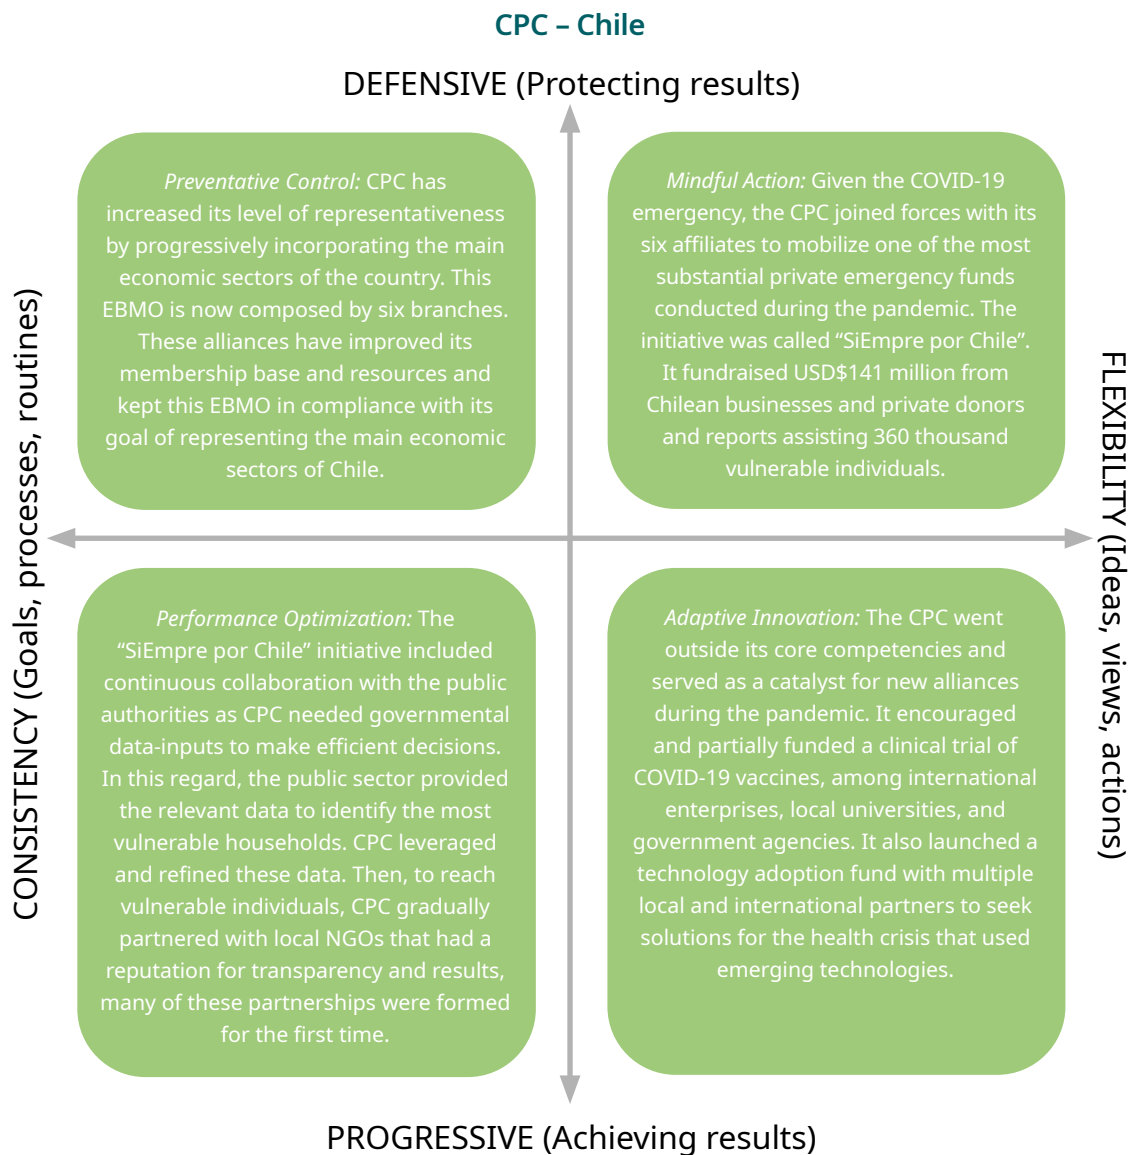 CPC – Chile
DEFENSIVE (Protecting results)
CONSISTENCY (Goals, processes, routines)
Preventative Control: CPC has
increased its level of representativeness
by progressively incorporating the main
economic sectors of the country. This
EBMO is now composed by six branches.
These alliances have improved its
membership base and resources and
kept this EBMO in compliance with its
goal of representing the main economic
sectors of Chile.
Mindful Action: Given the COVID-19
emergency, the CPC joined forces with its
six affiliates to mobilize one of the most
substantial private emergency funds
conducted during the pandemic. The
initiative was called “SiEmpre por Chile”.
It fundraised USD$141 million from
Chilean businesses and private donors
and reports assisting 360 thousand
vulnerable individuals.
FLEXIBILITY (Ideas, views, actions)
Performance Optimization: The
“SiEmpre por Chile” initiative included
continuous collaboration with the public
authorities as CPC needed governmental
data-inputs to make efficient decisions.
In this regard, the public sector provided
the relevant data to identify the most
vulnerable households. CPC leveraged
and refined these data. Then, to reach
vulnerable individuals, CPC gradually
partnered with local NGOs that had a
reputation for transparency and results,
many of these partnerships were formed
for the first time.
Adaptive Innovation: The CPC went
outside its core competencies and
served as a catalyst for new alliances
during the pandemic. It encouraged
and partially funded a clinical trial of
COVID-19 vaccines, among international
enterprises, local universities, and
government agencies. It also launched a
technology adoption fund with multiple
local and international partners to seek
solutions for the health crisis that used
emerging technologies.
PROGRESSIVE (Achieving results)